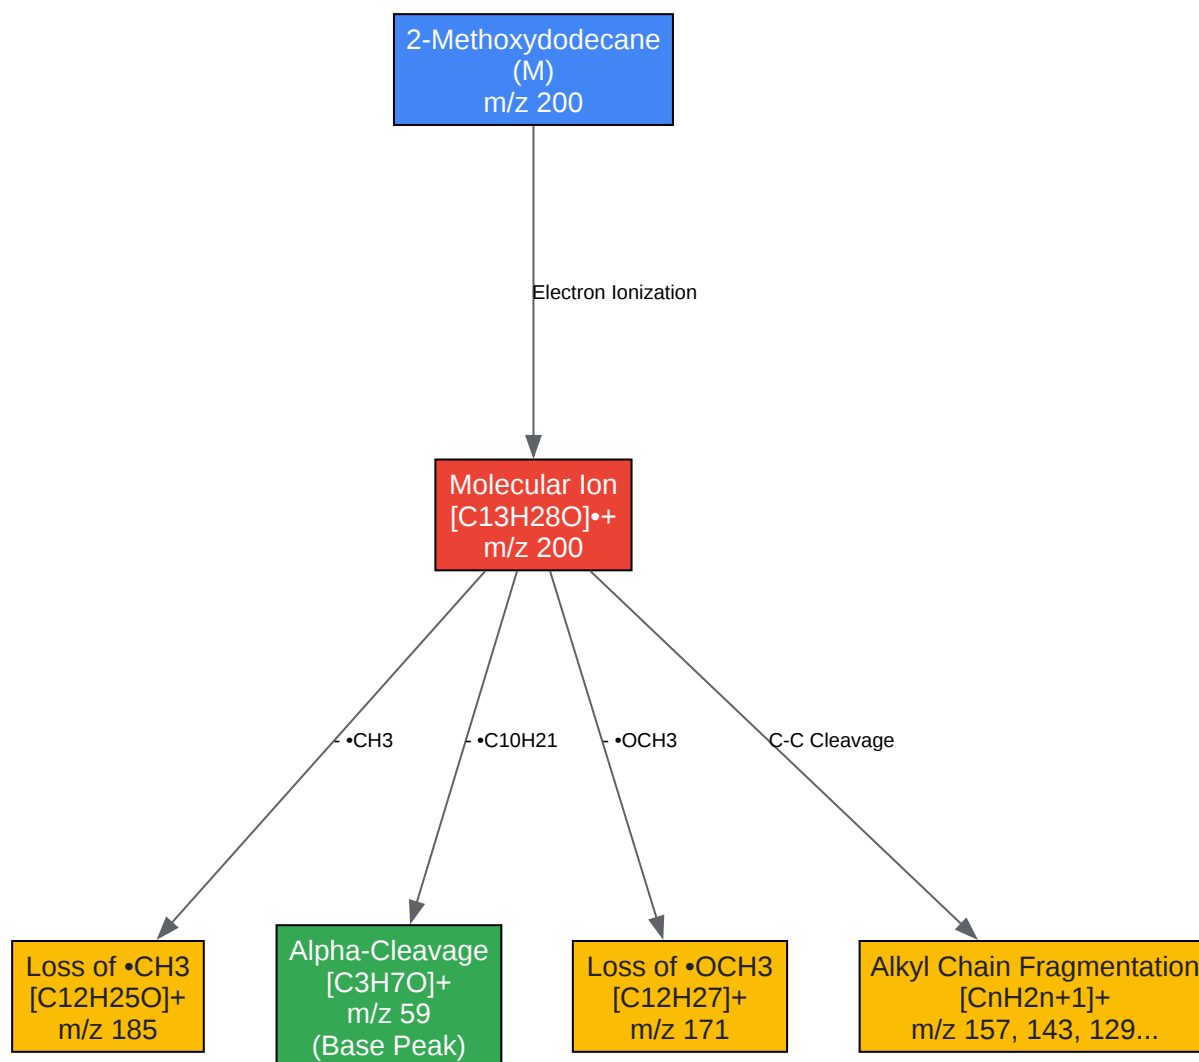 2-Methoxydodecane
(M)
m/z 200
Electron Ionization
Molecular Ion
[C13H28O]•+
m/z 200
- •CH3
- •C10H21
- •OCH3
C-C Cleavage
Loss of •CH3
[C12H25O]+
m/z 185
Alpha-Cleavage
[C3H7O]+
m/z 59
(Base Peak)
Loss of •OCH3
[C12H27]+
m/z 171
Alkyl Chain Fragmentation
[CnH2n+1]+
m/z 157, 143, 129...